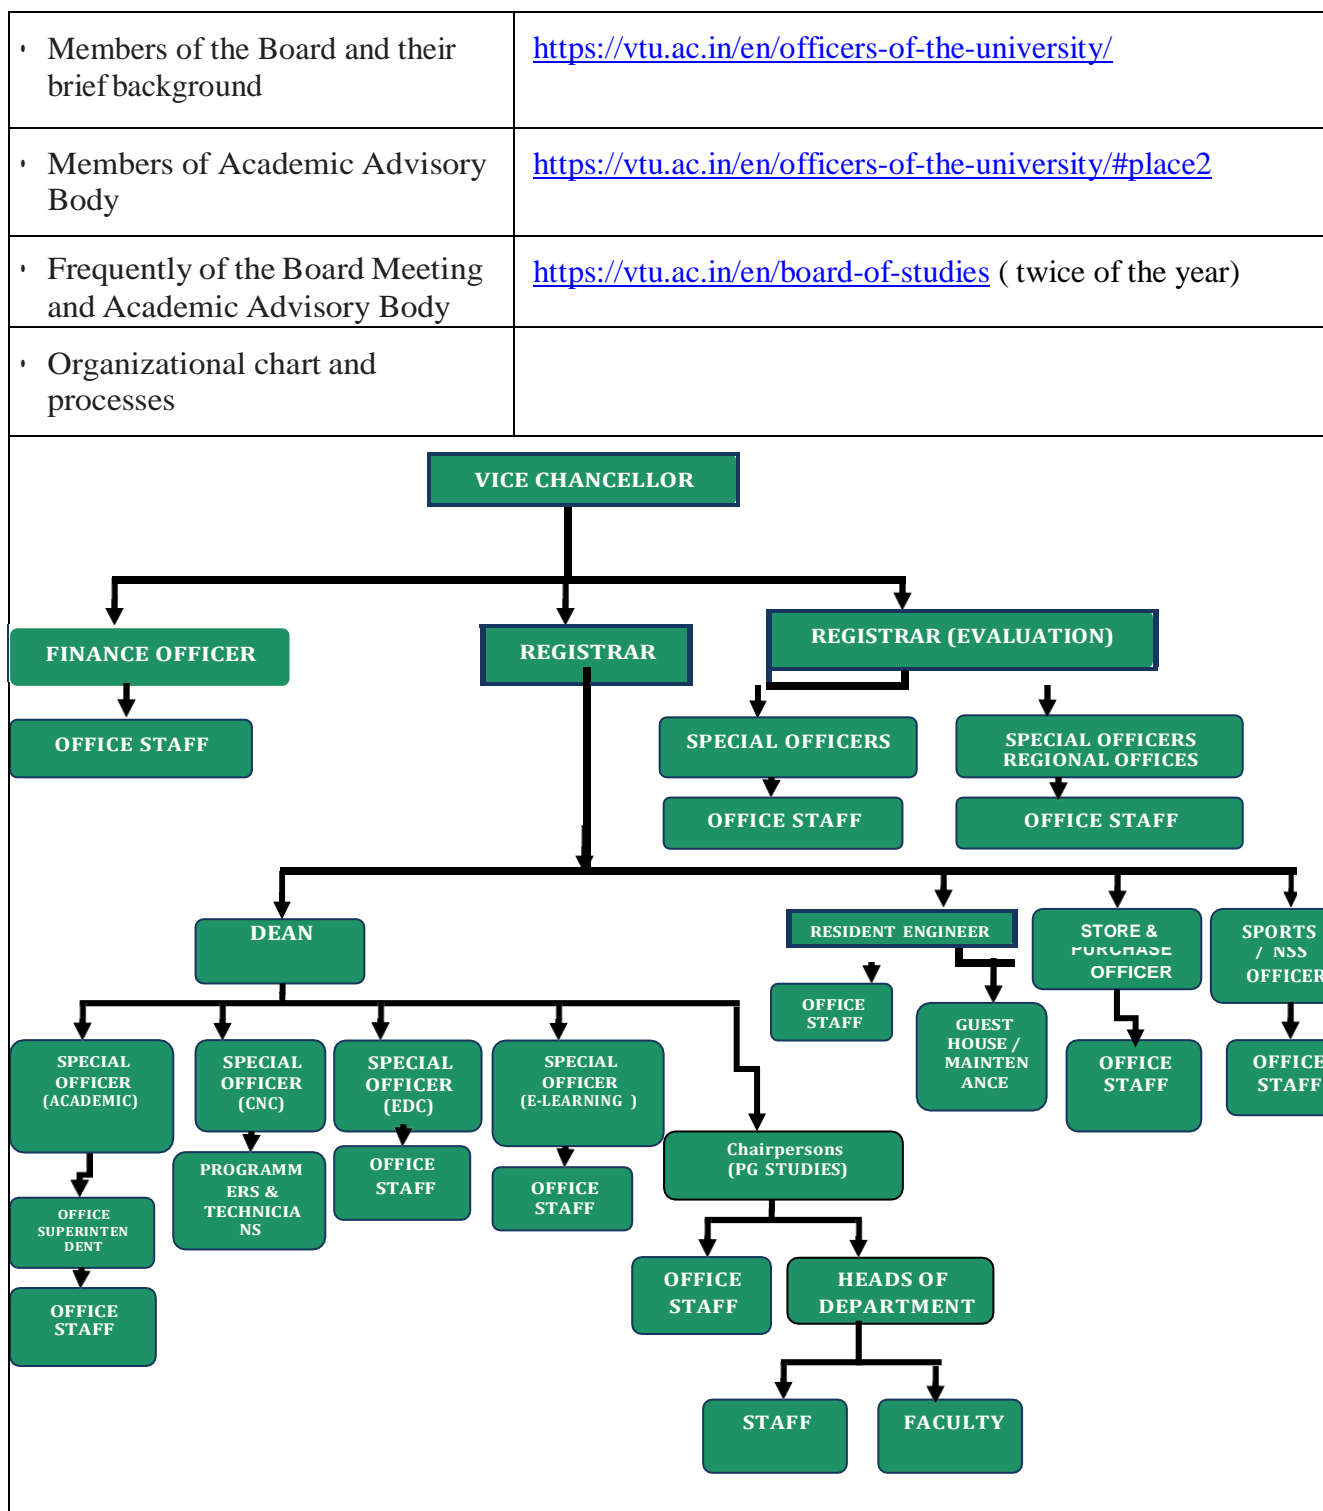 • Members of the Board and their
brief background
https://vtu.ac.in/en/officers-of-the-university/
• Members of Academic Advisory
Body
https://vtu.ac.in/en/officers-of-the-university/#place2
• Frequently of the Board Meeting
and Academic Advisory Body
https://vtu.ac.in/en/board-of-studies ( twice of the year)
• Organizational chart and
processes
VICE CHANCELLOR
FINANCE OFFICER
REGISTRAR
REGISTRAR (EVALUATION)
OFFICE STAFF
SPECIAL OFFICERS
SPECIAL OFFICERS
REGIONAL OFFICES
OFFICE STAFF
OFFICE STAFF
DEAN
RESIDENT ENGINEER
STORE &
PURCHASE
OFFICER
SPORTS
/ NSS
OFFICER
OFFICE
STAFF
GUEST
HOUSE /
MAINTEN
ANCE
OFFICE
STAFF
OFFICE
STAFF
SPECIAL
OFFICER
(ACADEMIC)
SPECIAL
OFFICER
(CNC)
SPECIAL
OFFICER
(EDC)
SPECIAL
OFFICER
(E-LEARNING )
Chairpersons
(PG STUDIES)
OFFICE
SUPERINTEN
DENT
PROGRAMM
ERS &
TECHNICIA
NS
OFFICE
STAFF
OFFICE
STAFF
OFFICE
STAFF
OFFICE
STAFF
HEADS OF
DEPARTMENT
STAFF
FACULTY